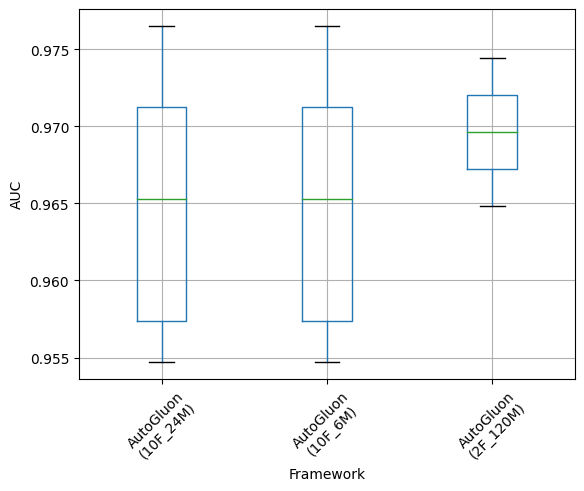 0.975
0.970
0.965
0.960
0.955
AUC
AutoGluon
(10F_24M)
AutoGluon
(10F_6M)
AutoGluon
(2F_120M)
Framework